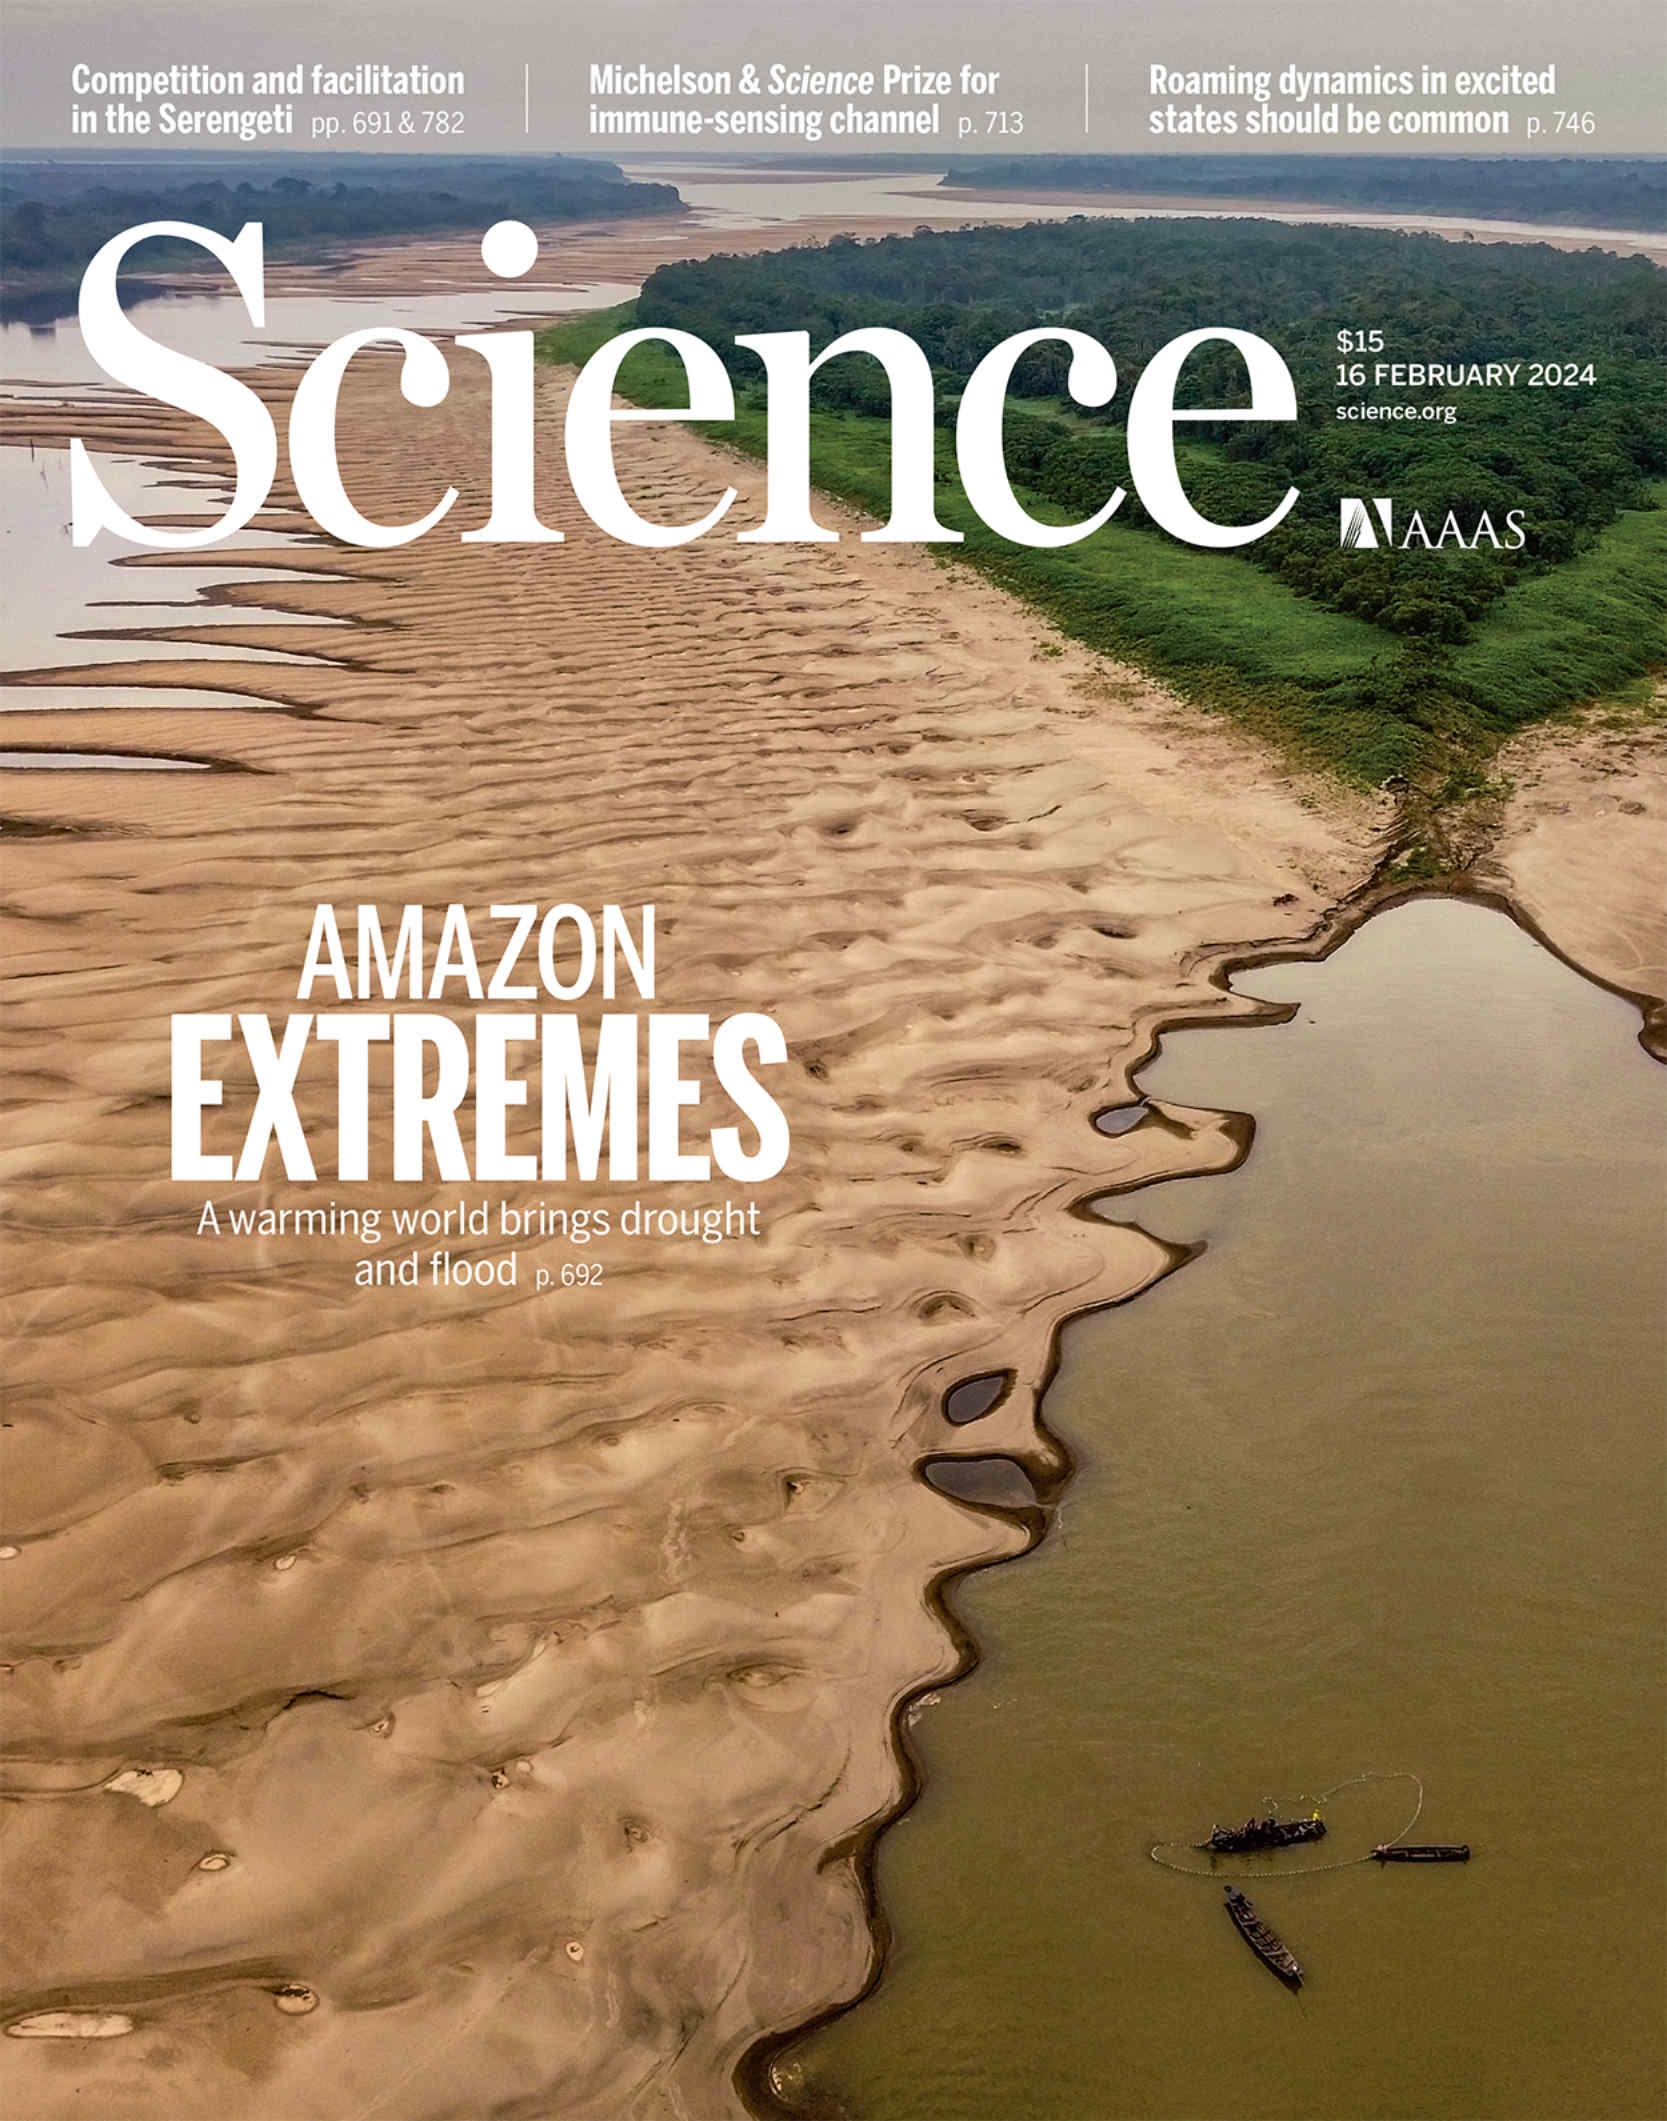 Competition and facilitation
in the Serengeti pp. 691 & 782
Michelson & Science Prize for
immune-sensing channel p. 713
Roaming dynamics in excited
states should be common p. 746
Science
$15
16 FEBRUARY 2024
science.org
AAAS
AMAZON
EXTREMES
A warming world brings drought
and flood p. 692